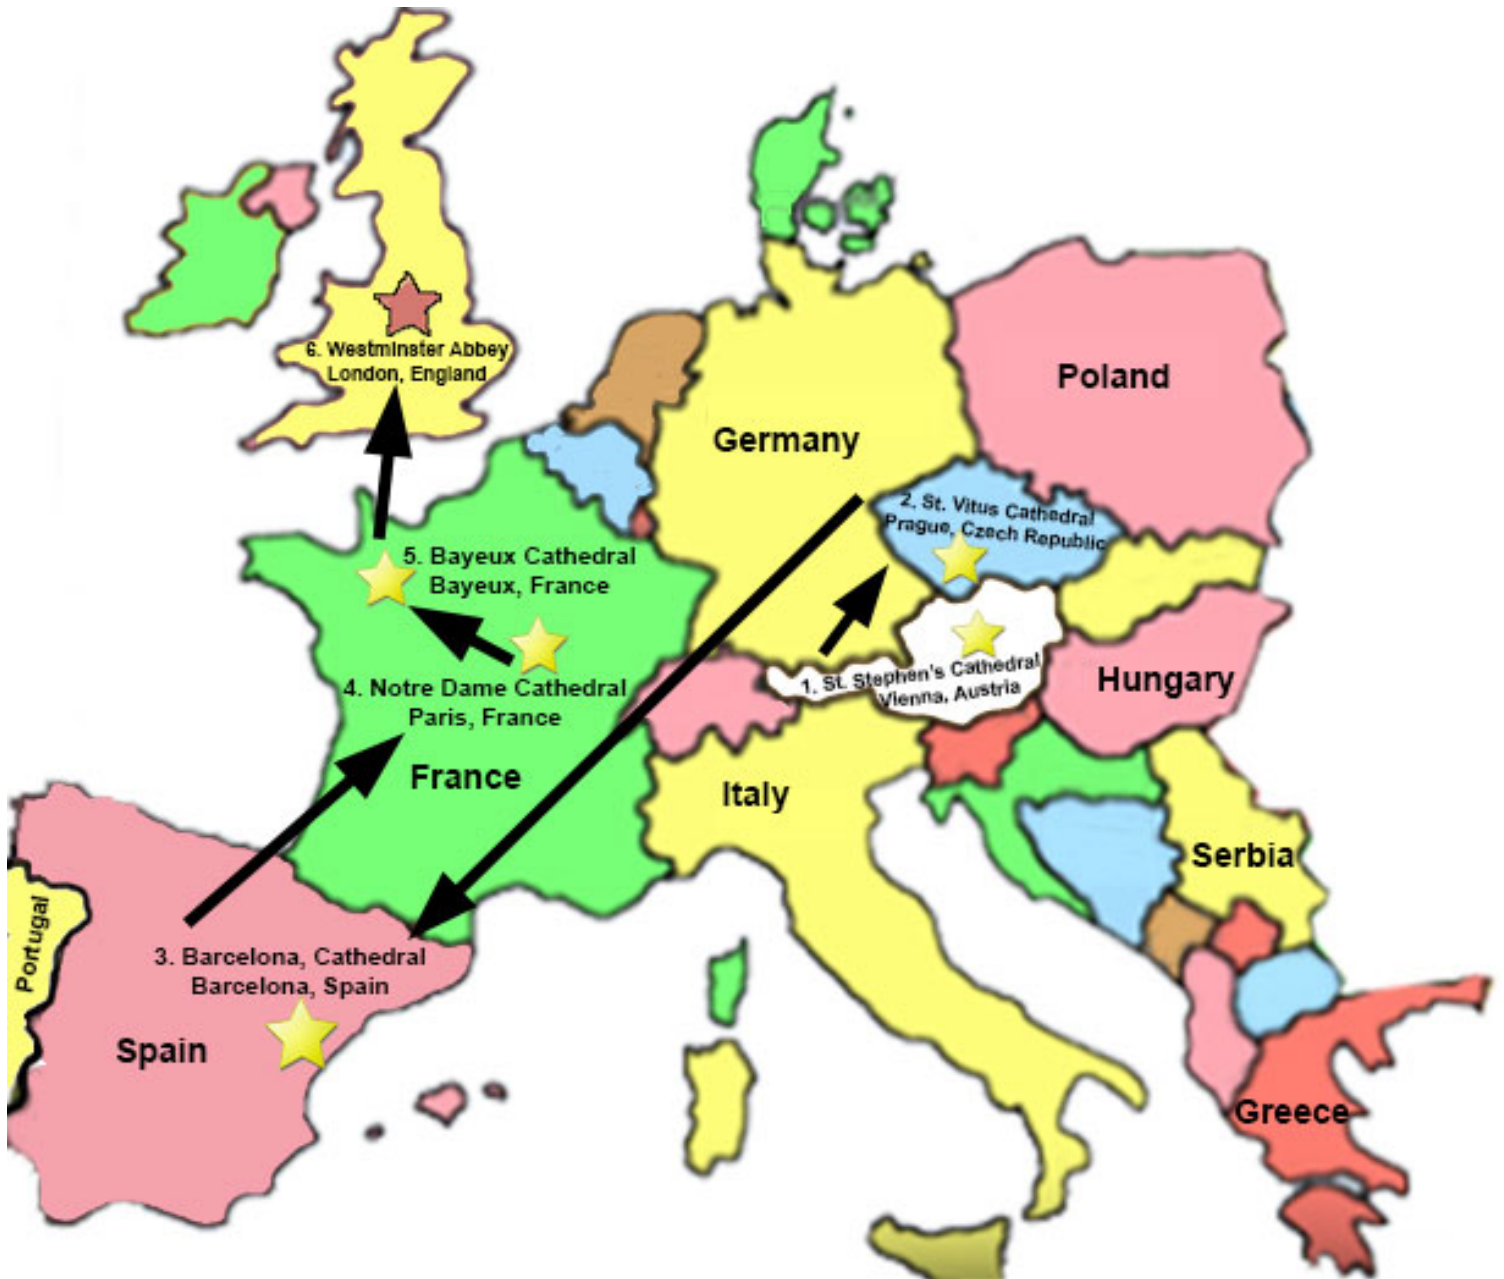 6. Westminster Abbey
London, England
Poland
Germany
2. St. Vitus Cathedral
Prague, Czech Republic
5. Bayeux Cathedral
Bayeux, France
4. Notre Dame Cathedral
Paris, France
1. St. Stephen's Cathedral
Vienna, Austria
Hungary
France
Italy
Serbia
Portugal
3. Barcelona, Cathedral
Barcelona, Spain
Spain
Greece